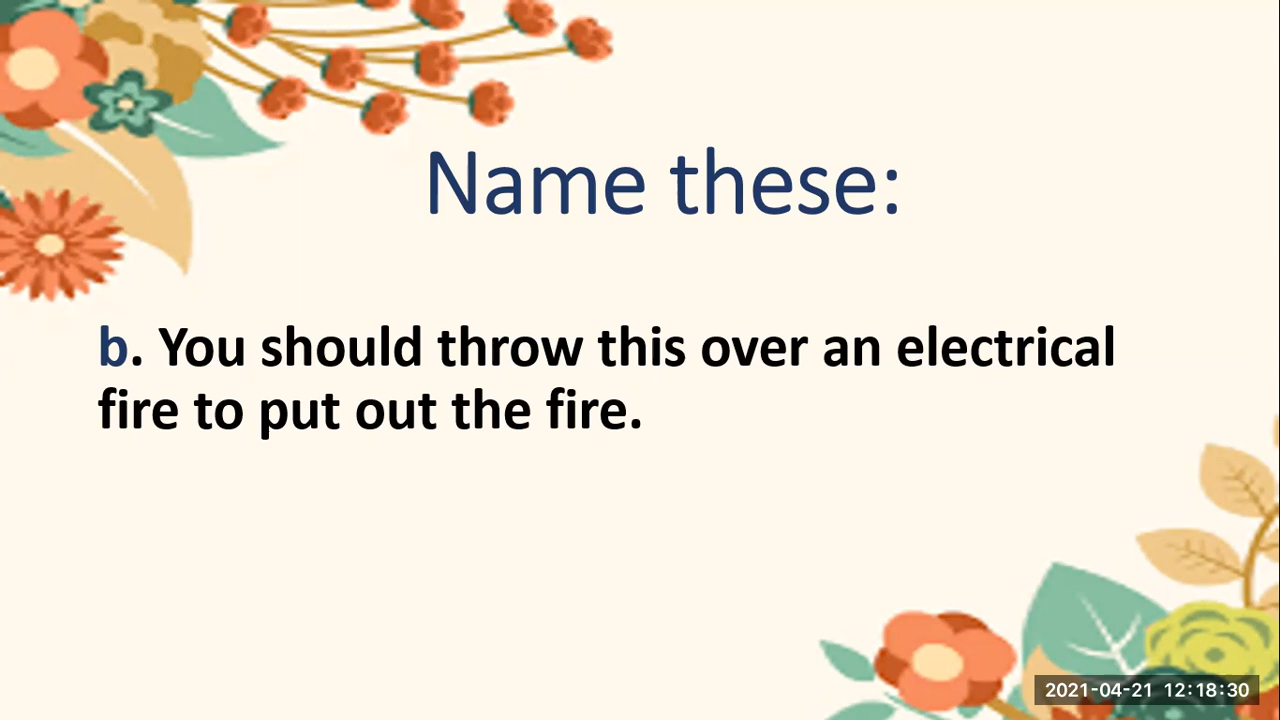 Name these:
b. You should throw this over an electrical
fire to put out the fire.
2021-04-21 12:18:30